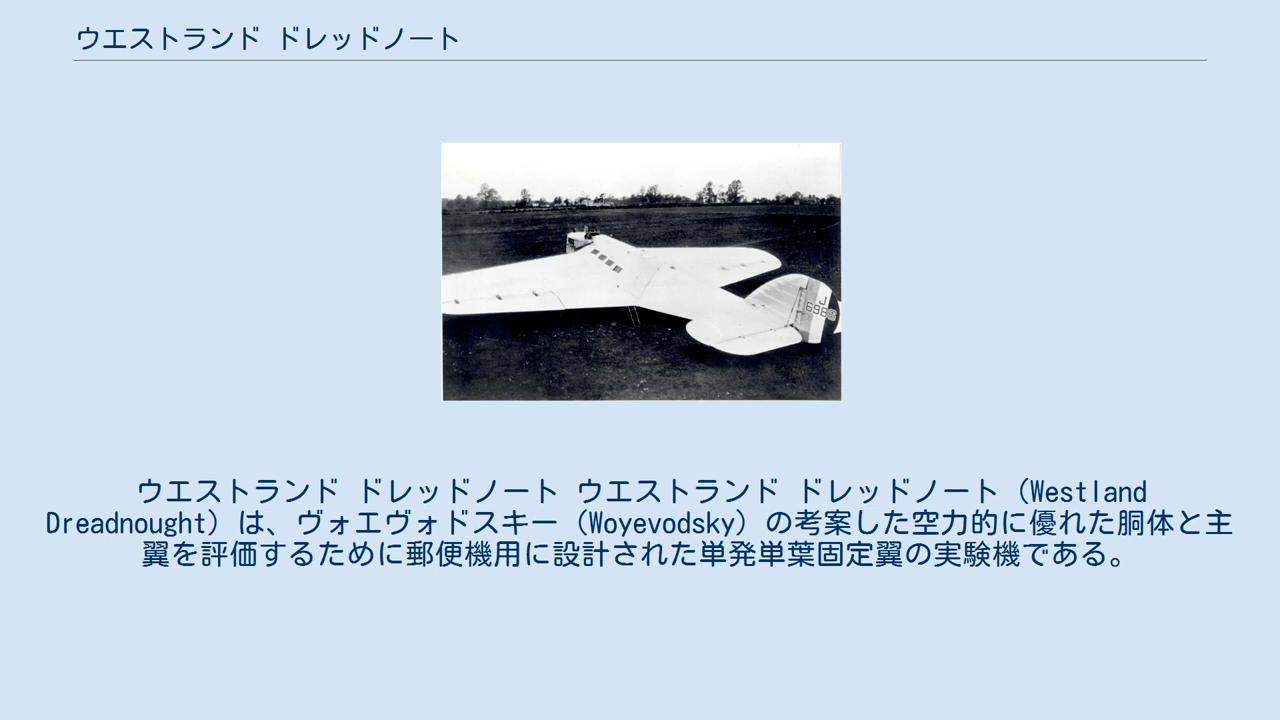 ウエストランド ドレッドノート
J
6986
ウエストランド ドレッドノート ウエストランド ドレッドノート（Westland
Dreadnought）は、ヴォエヴォドスキー（Woyevodsky）の考案した空力的に優れた胴体と主
翼を評価するために郵便機用に設計された単発単葉固定翼の実験機である。